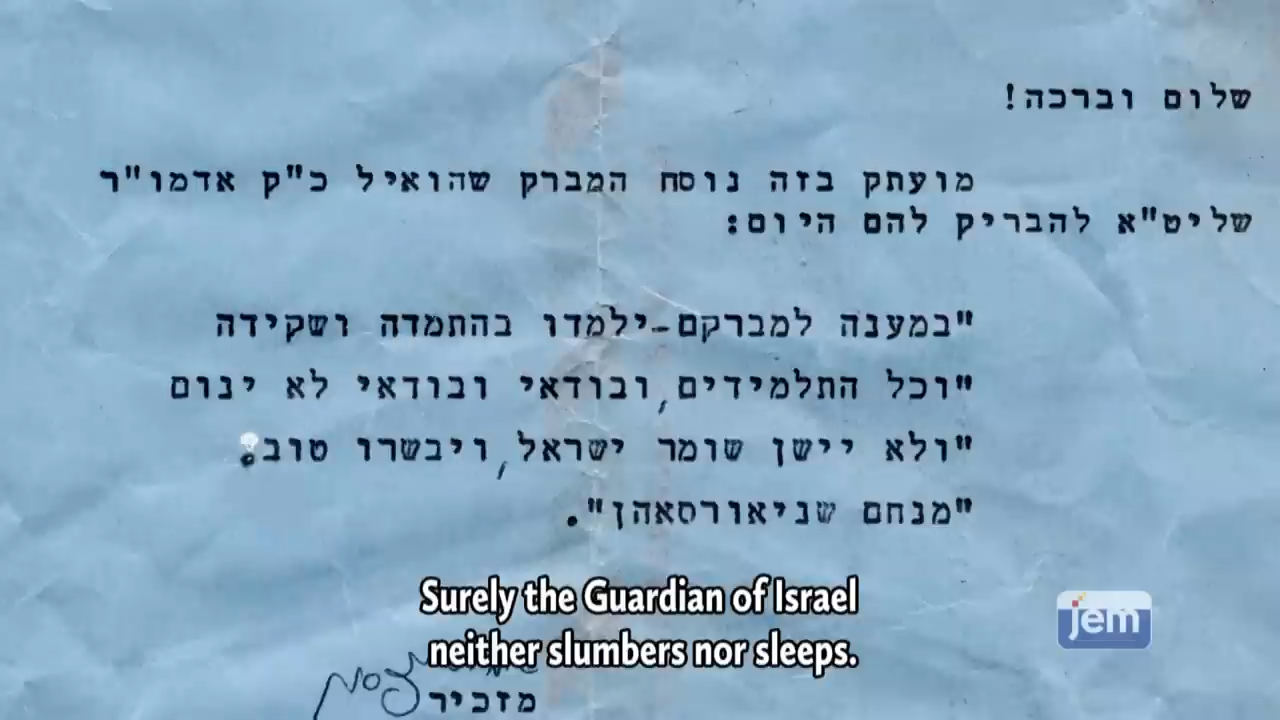 שלום וברכה!
מועתק בזה נוסח המברק שהואיל כ"ק אדמו"ר
שליט"א להבריק להם היום:
"במענה למברקם-ילמדו בהתמדה ושקידה
"וכל התלמידים,ובודאי ובודאי לא ינום
"ולא יישן שומר ישראל,ויבשרו טוב.
"מנחם שניאורסאהן".
Surely the Guardian of Israel
neither slumbers nor sleeps.
jem
מזכיר